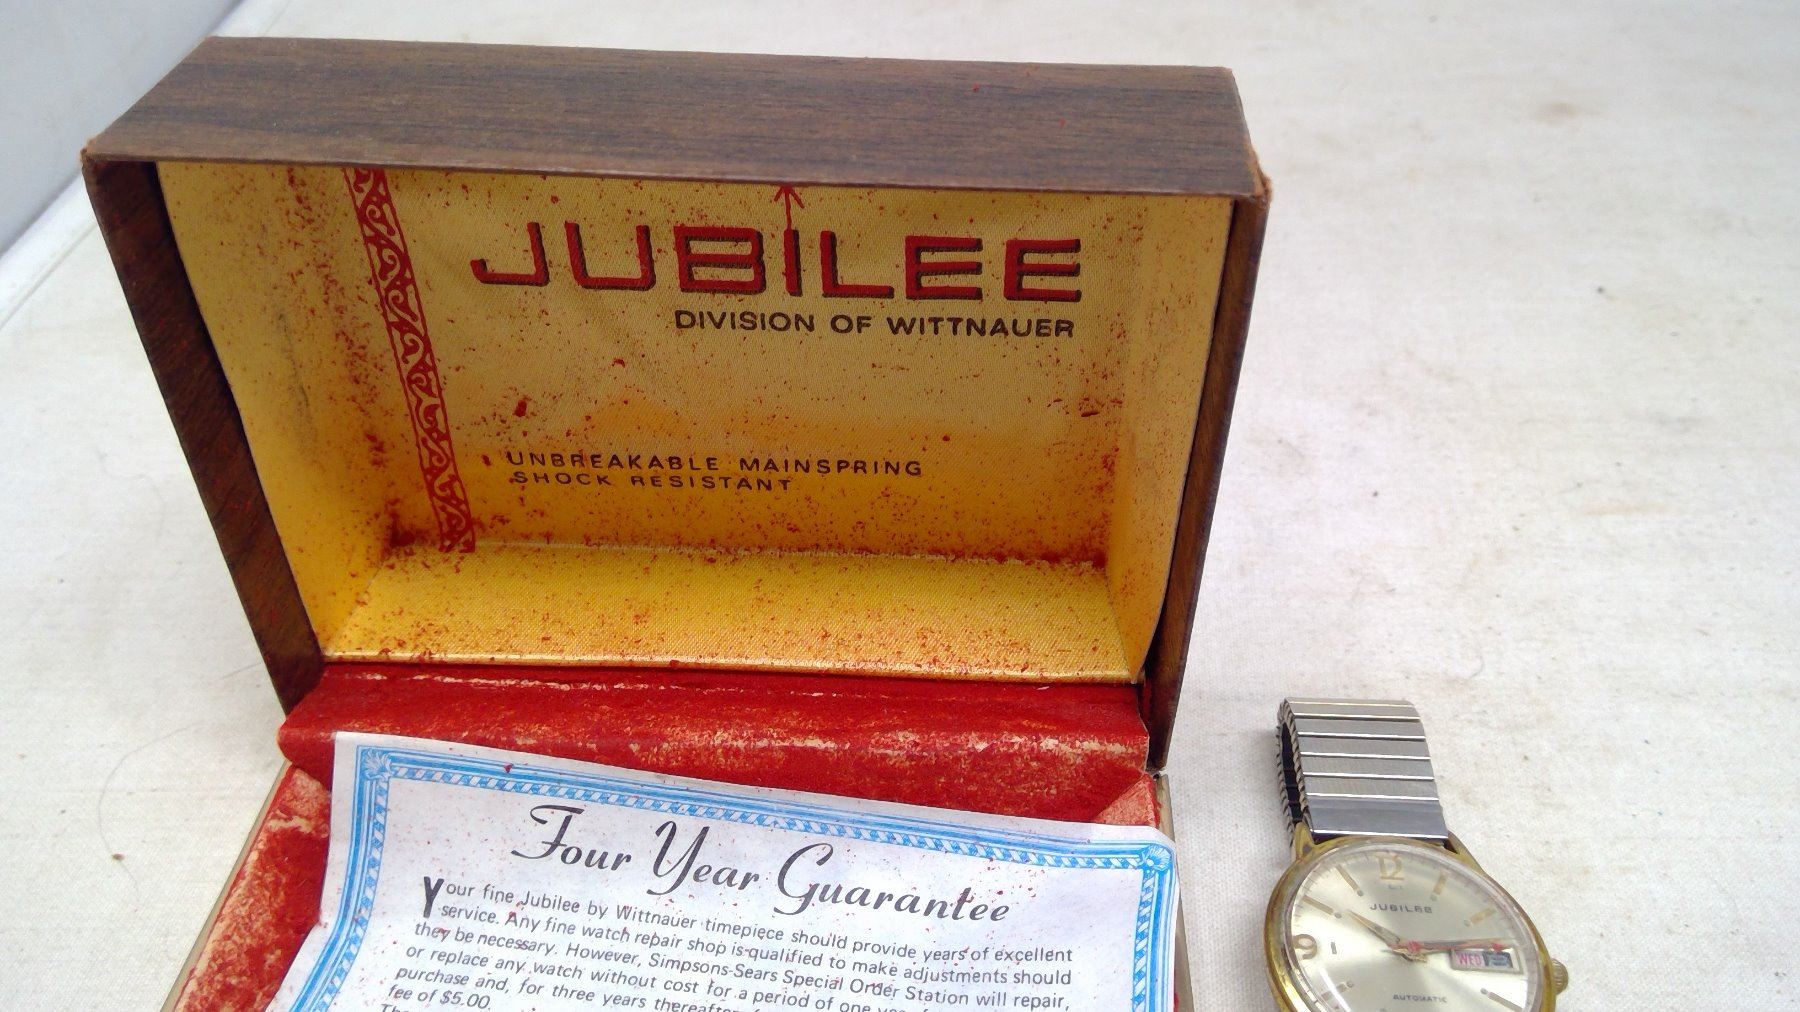 JUBILEE
DIVISION OF WITTNAUER
UNBREAKABLE MAINSPRING
SHOCK RESISTANT
Four Year Guarantee
Your fine Jubilee by Wittnauer timepiece should provide years of excellent
service. Any fine watch repair shop is qualified to make adjustments should
they be necessary. However, Simpsons-Sears Special Order Station will repair,
or replace any watch without cost for a period of one year
purchase and, for three years thereafter
fee of $5.00.
12
JUBILEE
9
WED
AUTOMATIC